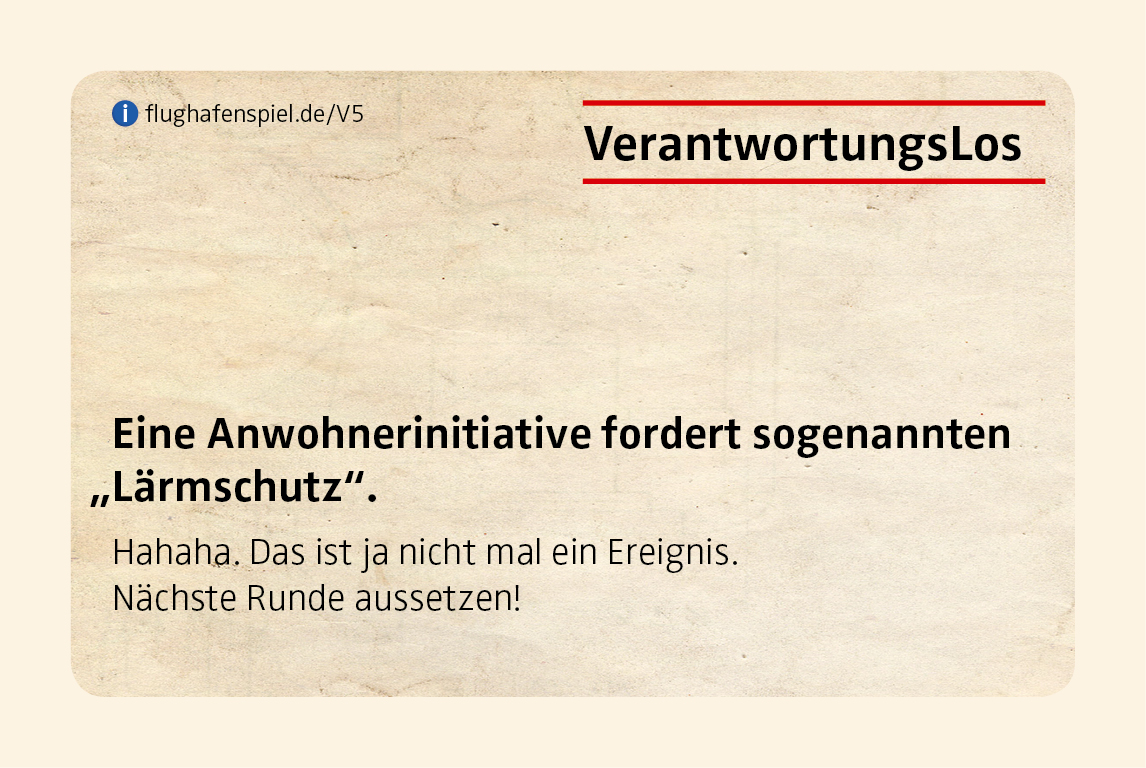 i flughafenspiel.de/V5
VerantwortungsLos
Eine Anwohnerinitiative fordert sogenannten
„Lärmschutz“.
Hahaha. Das ist ja nicht mal ein Ereignis.
Nächste Runde aussetzen!